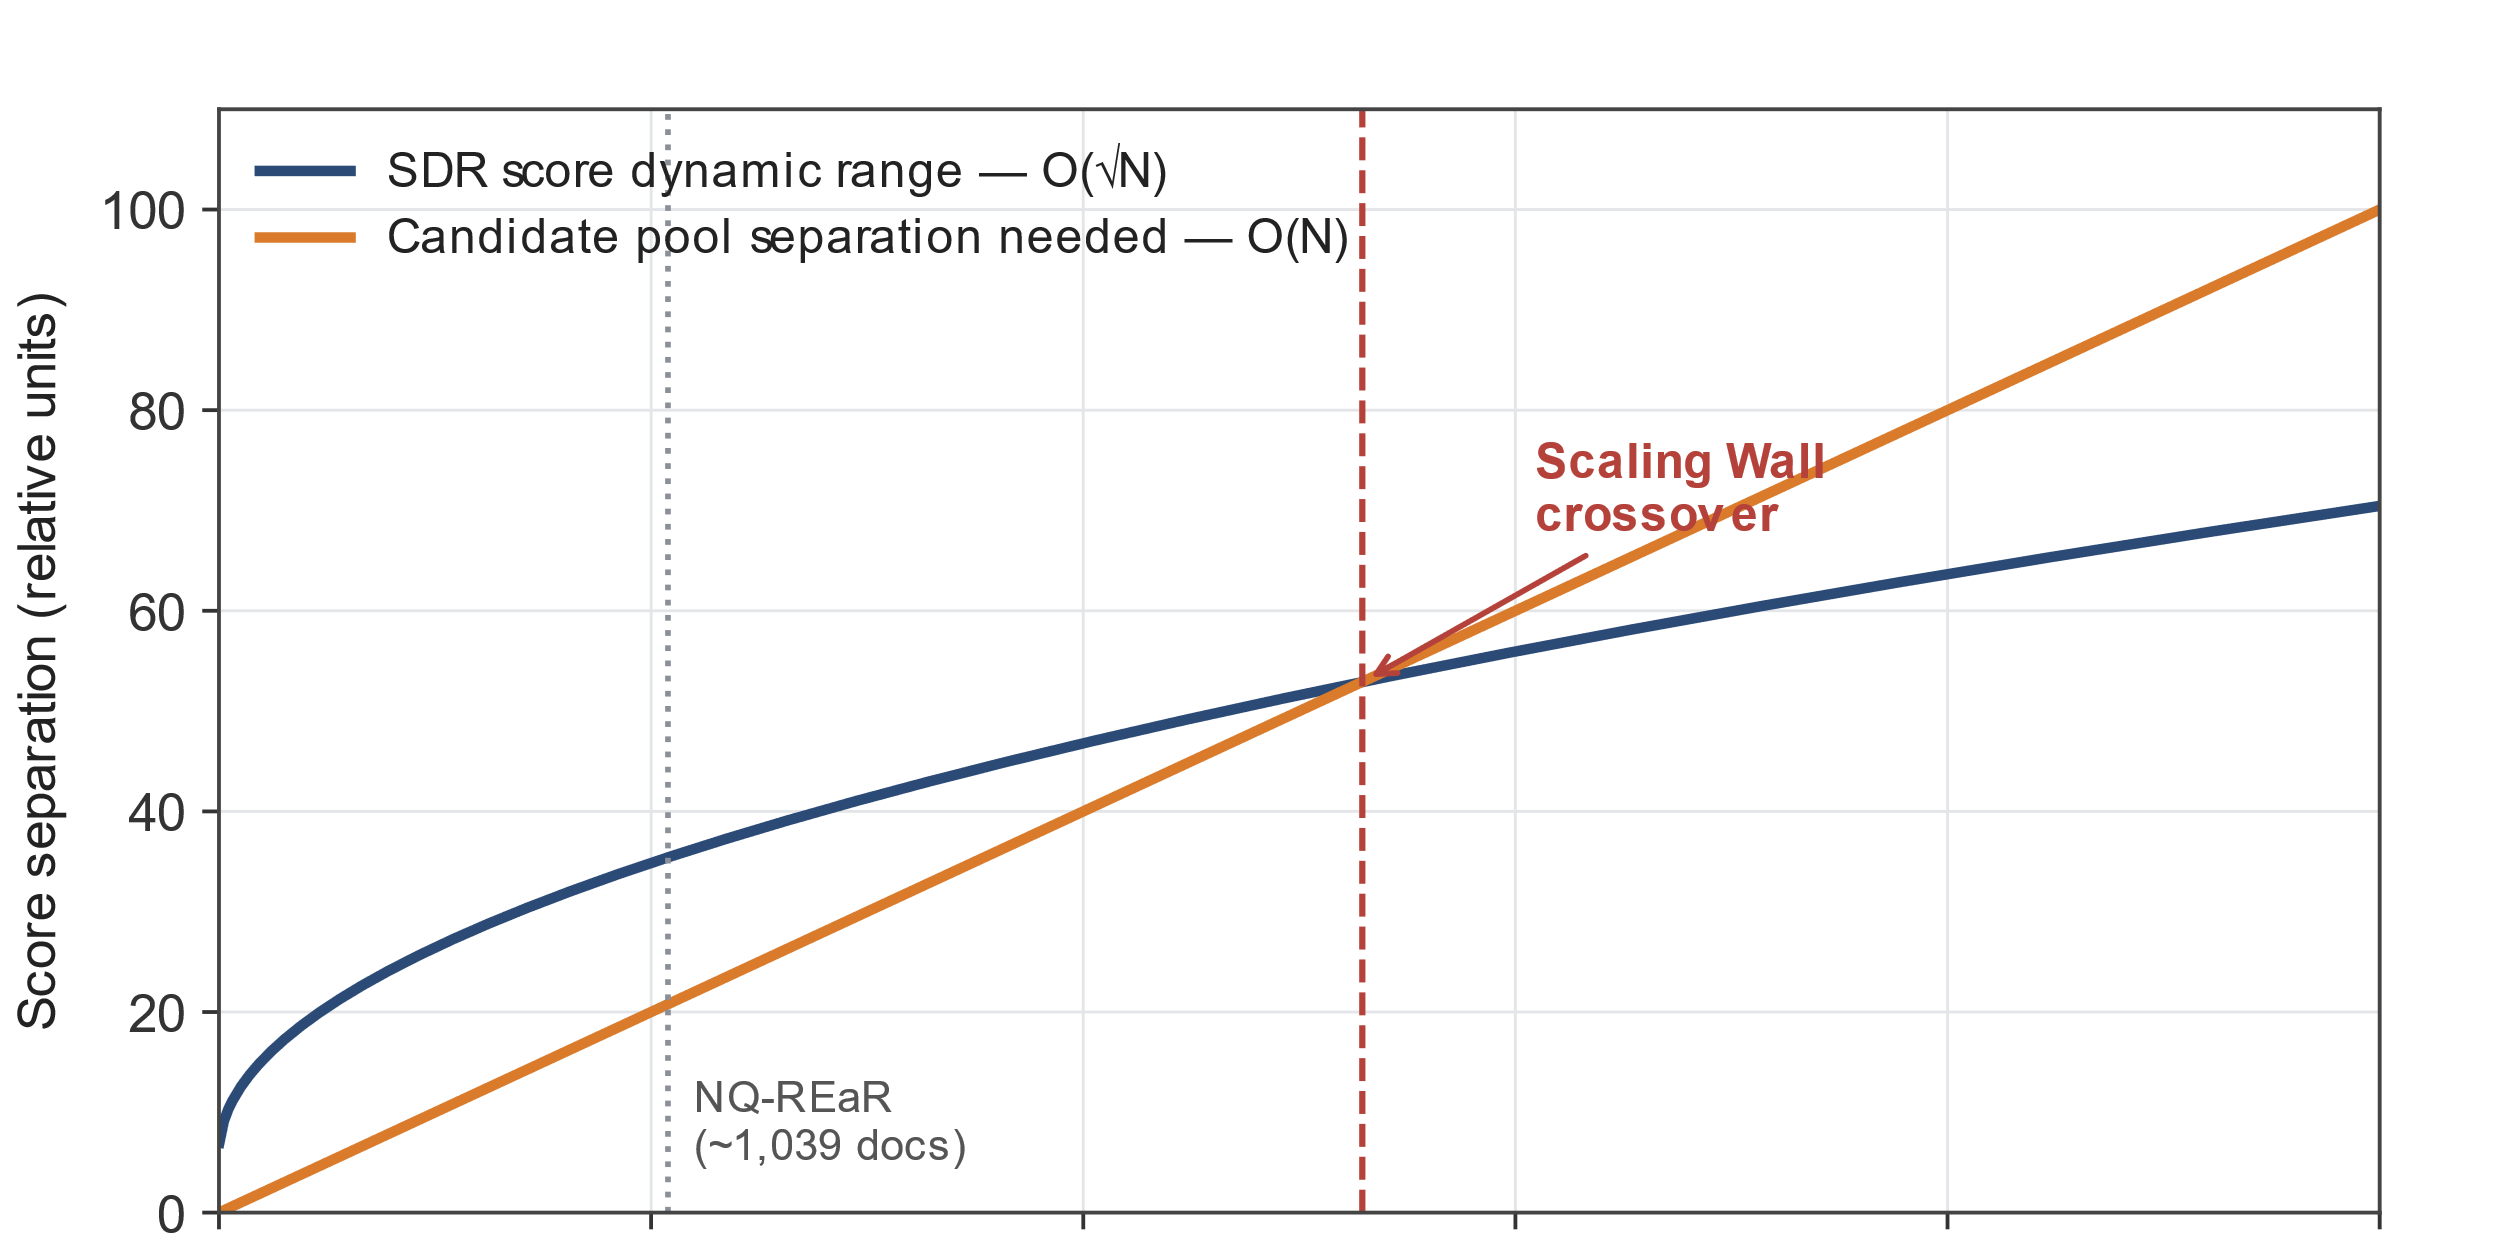 SDR score dynamic range — O(√N)
Candidate pool separation needed — O(N)
100
80
60
40
20
0
Score separation (relative units)
Scaling Wall
crossover
NQ-REaR
(~1,039 docs)